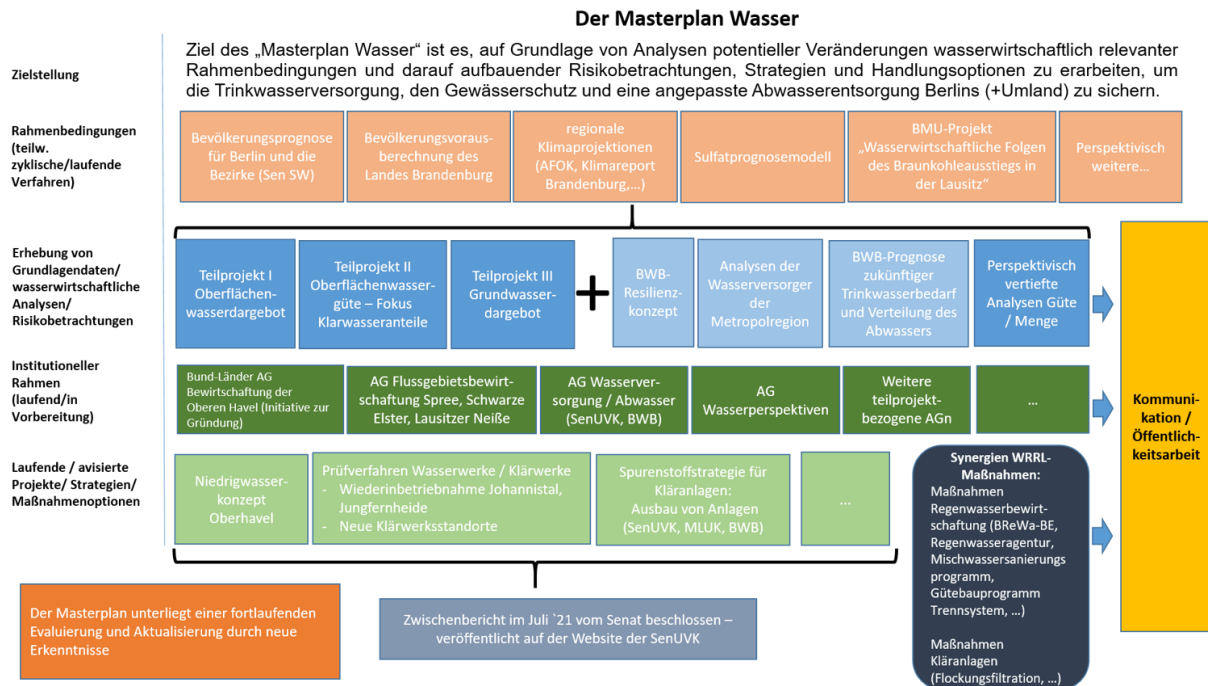 Der Masterplan Wasser
Zielstellung
Ziel des „Masterplan Wasser“ ist es, auf Grundlage von Analysen potentieller Veränderungen wasserwirtschaftlich relevanter
Rahmenbedingungen und darauf aufbauender Risikobetrachtungen, Strategien und Handlungsoptionen zu erarbeiten, um
die Trinkwasserversorgung, den Gewässerschutz und eine angepasste Abwasserentsorgung Berlins (+Umland) zu sichern.
Rahmenbedingungen
(teilw.
zyklische/laufende
Verfahren)
Bevölkerungsprognose
für Berlin und die
Bezirke (Sen SW)
Bevölkerungsvoraus-
berechnung des
Landes Brandenburg
regionale
Klimaprojektionen
(AFOK, Klimareport
Brandenburg,…)
Sulfatprognosemodell
BMU-Projekt
„Wasserwirtschaftliche Folgen
des Braunkohleausstiegs in
der Lausitz“
Perspektivisch
weitere…
Erhebung von
Grundlagendaten/
wasserwirtschaftliche
Analysen/
Risikobetrachtungen
Teilprojekt I
Oberflächen-
wasserdargebot
Teilprojekt II
Oberflächenwasser-
güte – Fokus
Klarwasseranteile
Teilprojekt III
Grundwasser-
dargebot
+
BWB-
Resilienz-
konzept
Analysen der
Wasserversorger
der
Metropolregion
BWB-Prognose
zukünftiger
Trinkwasserbedarf
und Verteilung des
Abwassers
Perspektivisch
vertiefte
Analysen Güte
/ Menge
Institutioneller
Rahmen
(laufend/in
Vorbereitung)
Bund-Länder AG
Bewirtschaftung der
Oberen Havel (Initiative zur
Gründung)
AG Flussgebietsbewirt-
schaftung Spree, Schwarze
Elster, Lausitzer Neiße
AG Wasserver-
sorgung / Abwasser
(SenUVK, BWB)
AG
Wasserperspektiven
Weitere
teilprojekt-
bezogene AGn
…
Laufende / avisierte
Projekte/ Strategien/
Maßnahmenoptionen
Niedrigwasser-
konzept
Oberhavel
Prüfverfahren Wasserwerke / Klärwerke
- Wiederinbetriebnahme Johannistal,
Jungfernheide
- Neue Klärwerksstandorte
Spurenstoffstrategie für
Kläranlagen:
Ausbau von Anlagen
(SenUVK, MLUK, BWB)
…
Synergien WRRL-
Maßnahmen:
Maßnahmen
Regenwasserbewirt-
schaftung (BReWa-BE,
Regenwasseragentur,
Mischwassersanierungs
programm,
Gütebauprogramm
Trennsystem, …)
Maßnahmen
Kläranlagen
(Flockungsfiltration, …)
Kommuni-
kation /
Öffentlich-
keitsarbeit
Der Masterplan unterliegt einer fortlaufenden
Evaluierung und Aktualisierung durch neue
Erkenntnisse
Zwischenbericht im Juli `21 vom Senat beschlossen –
veröffentlicht auf der Website der SenUVK